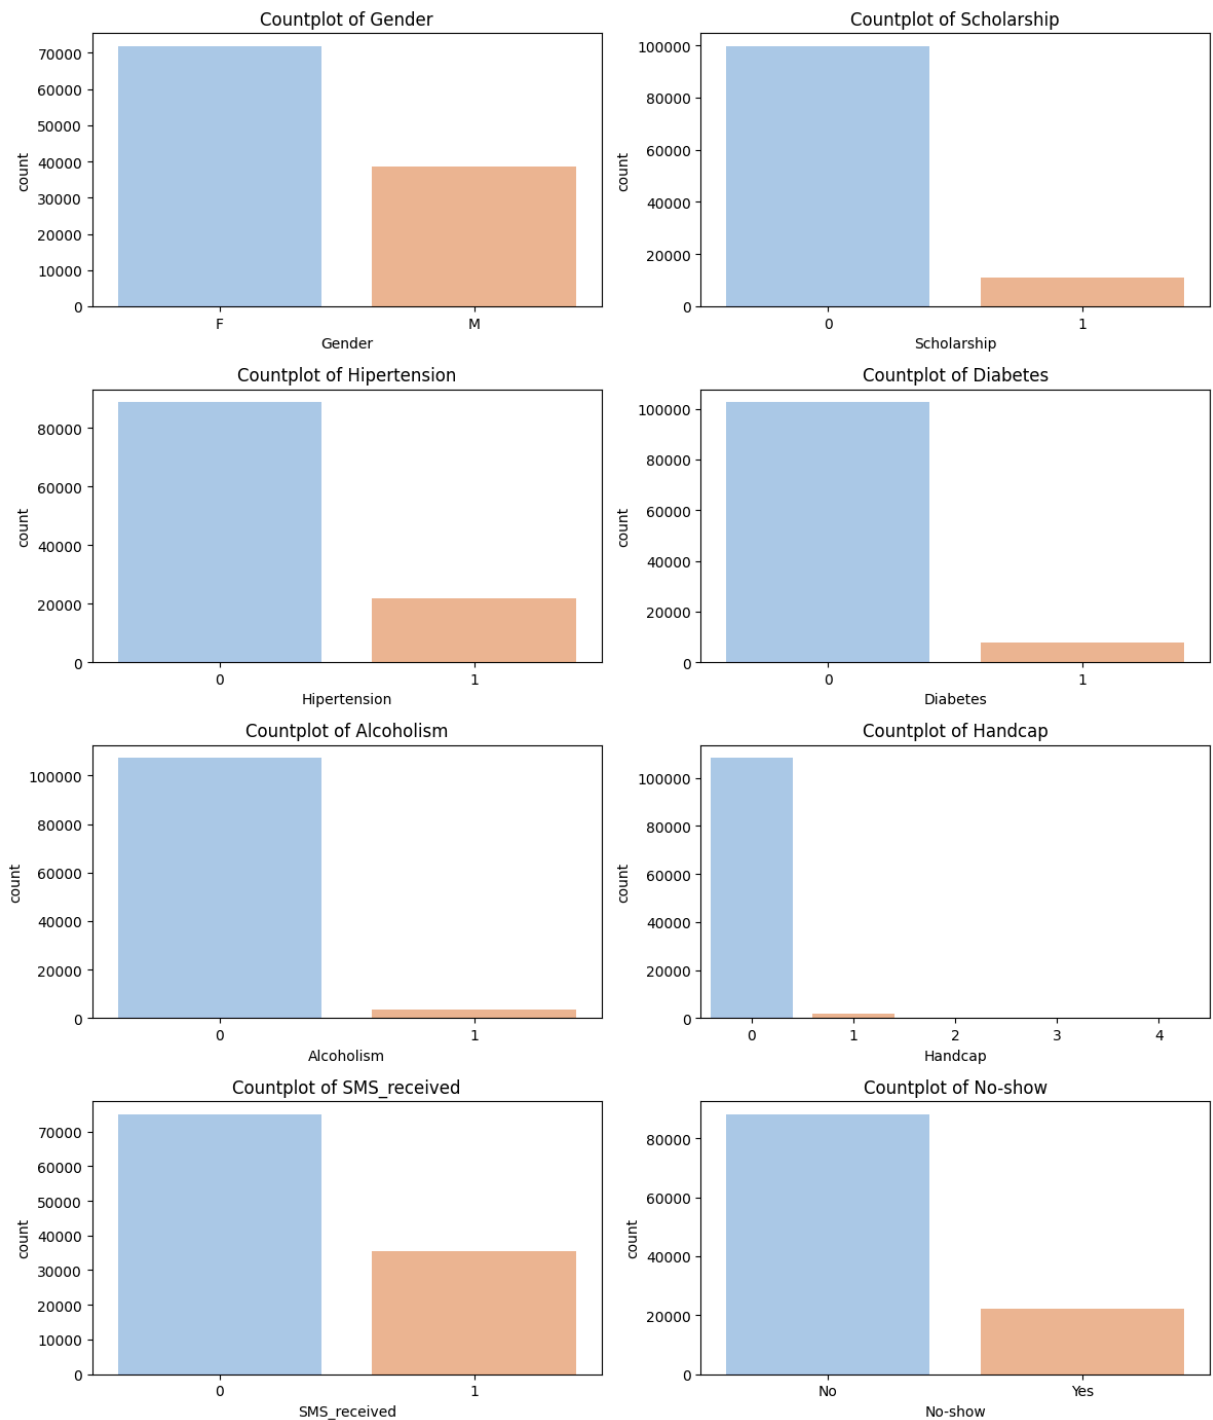 Countplot of Gender
70000
60000
50000
40000
30000
20000
10000
0
count
F M
Gender
Countplot of Scholarship
100000
80000
60000
40000
20000
0
count
0 1
Scholarship
Countplot of Hipertension
80000
60000
40000
20000
0
count
0 1
Hipertension
Countplot of Diabetes
100000
80000
60000
40000
20000
0
count
0 1
Diabetes
Countplot of Alcoholism
100000
80000
60000
40000
20000
0
count
0 1
Alcoholism
Countplot of Handcap
100000
80000
60000
40000
20000
0
count
0 1 2 3 4
Handcap
Countplot of SMS_received
70000
60000
50000
40000
30000
20000
10000
0
count
0 1
SMS_received
Countplot of No-show
80000
60000
40000
20000
0
count
No Yes
No-show